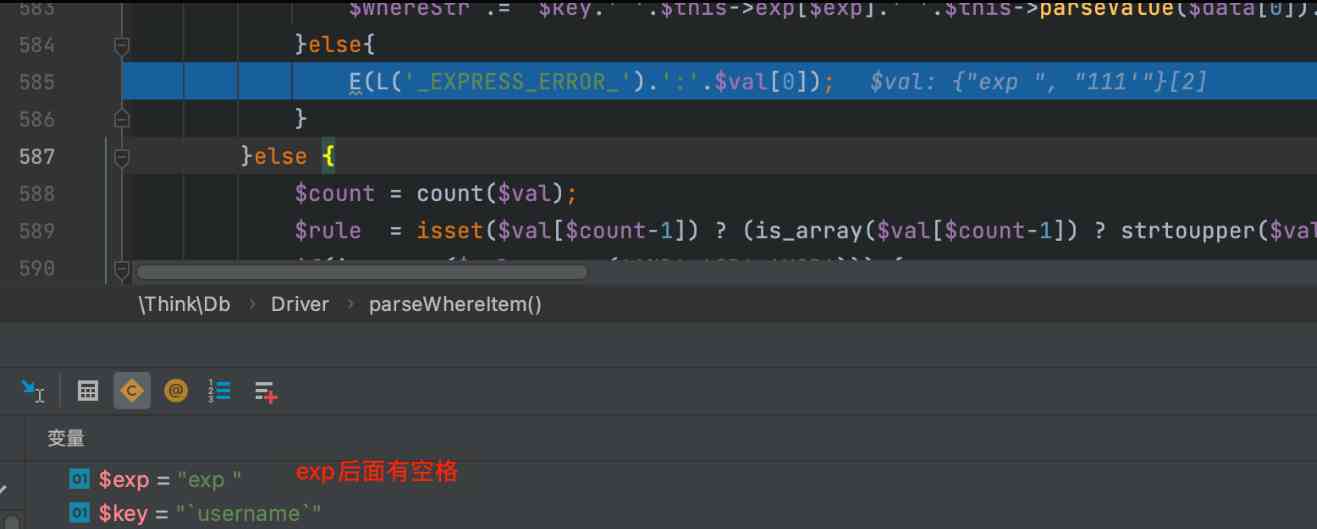 583 $whereStr .= $key.' '.$this->exp[$exp].' '.$this->parseValue($data[0]).
584 }else{
585 E(L('_EXPRESS_ERROR_').':'.$val[0]); $val: {"exp ", "111'"}[2]
586 }
587 }else {
588 $count = count($val);
589 $rule = isset($val[$count-1]) ? (is_array($val[$count-1]) ? strtoupper($val
590
\Think\Db › Driver › parseWhereItem()
变量
$exp = "exp " exp后面有空格
$key = "`username`"